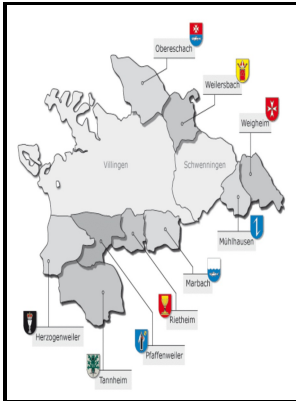 Obereschach
Weilersbach
Weigheim
Villingen
Schwenningen
Mühlhausen
Marbach
Rietheim
Herzogenweiler
Pfaffenweiler
Tannheim